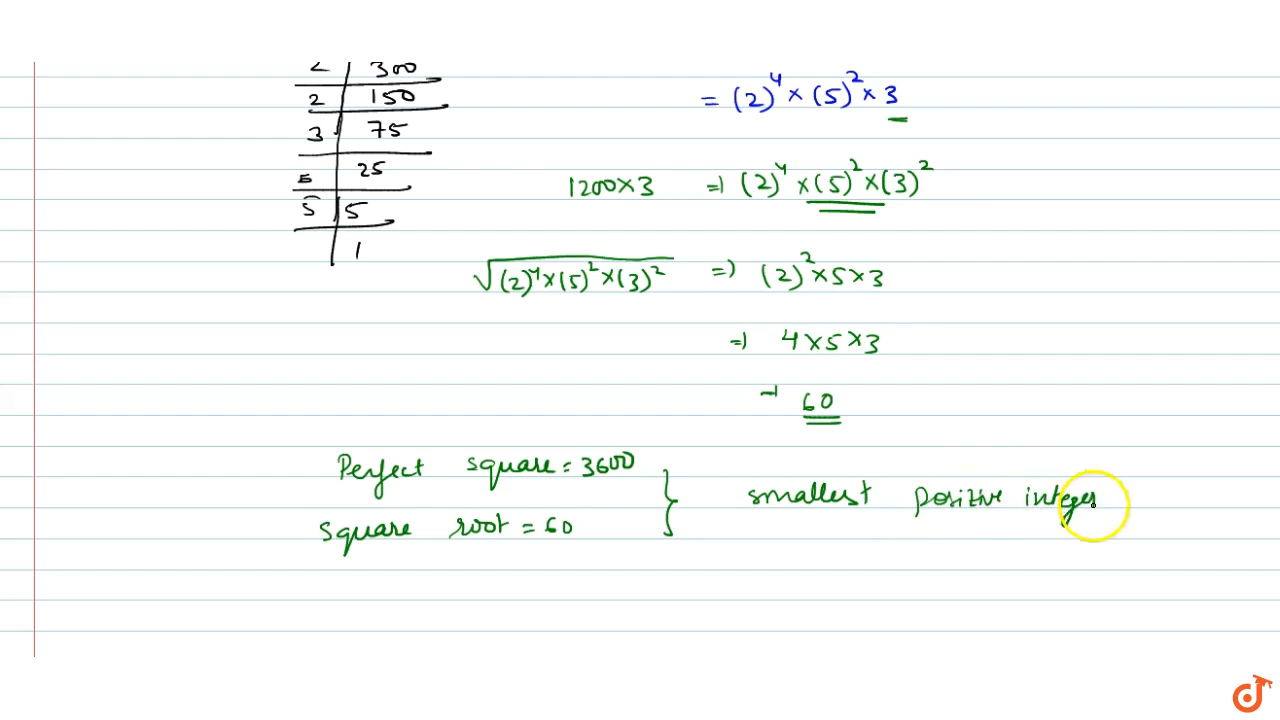 2 | 300
2 | 150
3 | 75
5 | 25
5 | 5
1
= (2)⁴ × (5)² × 3
1200×3 ⇒ (2)⁴ × (5)² × (3)²
√(2)⁴×(5)²×(3)² ⇒ (2)² × 5 × 3
⇒ 4 × 5 × 3
⇒ 60
Perfect square = 3600
square root = 60
} smallest positive integer